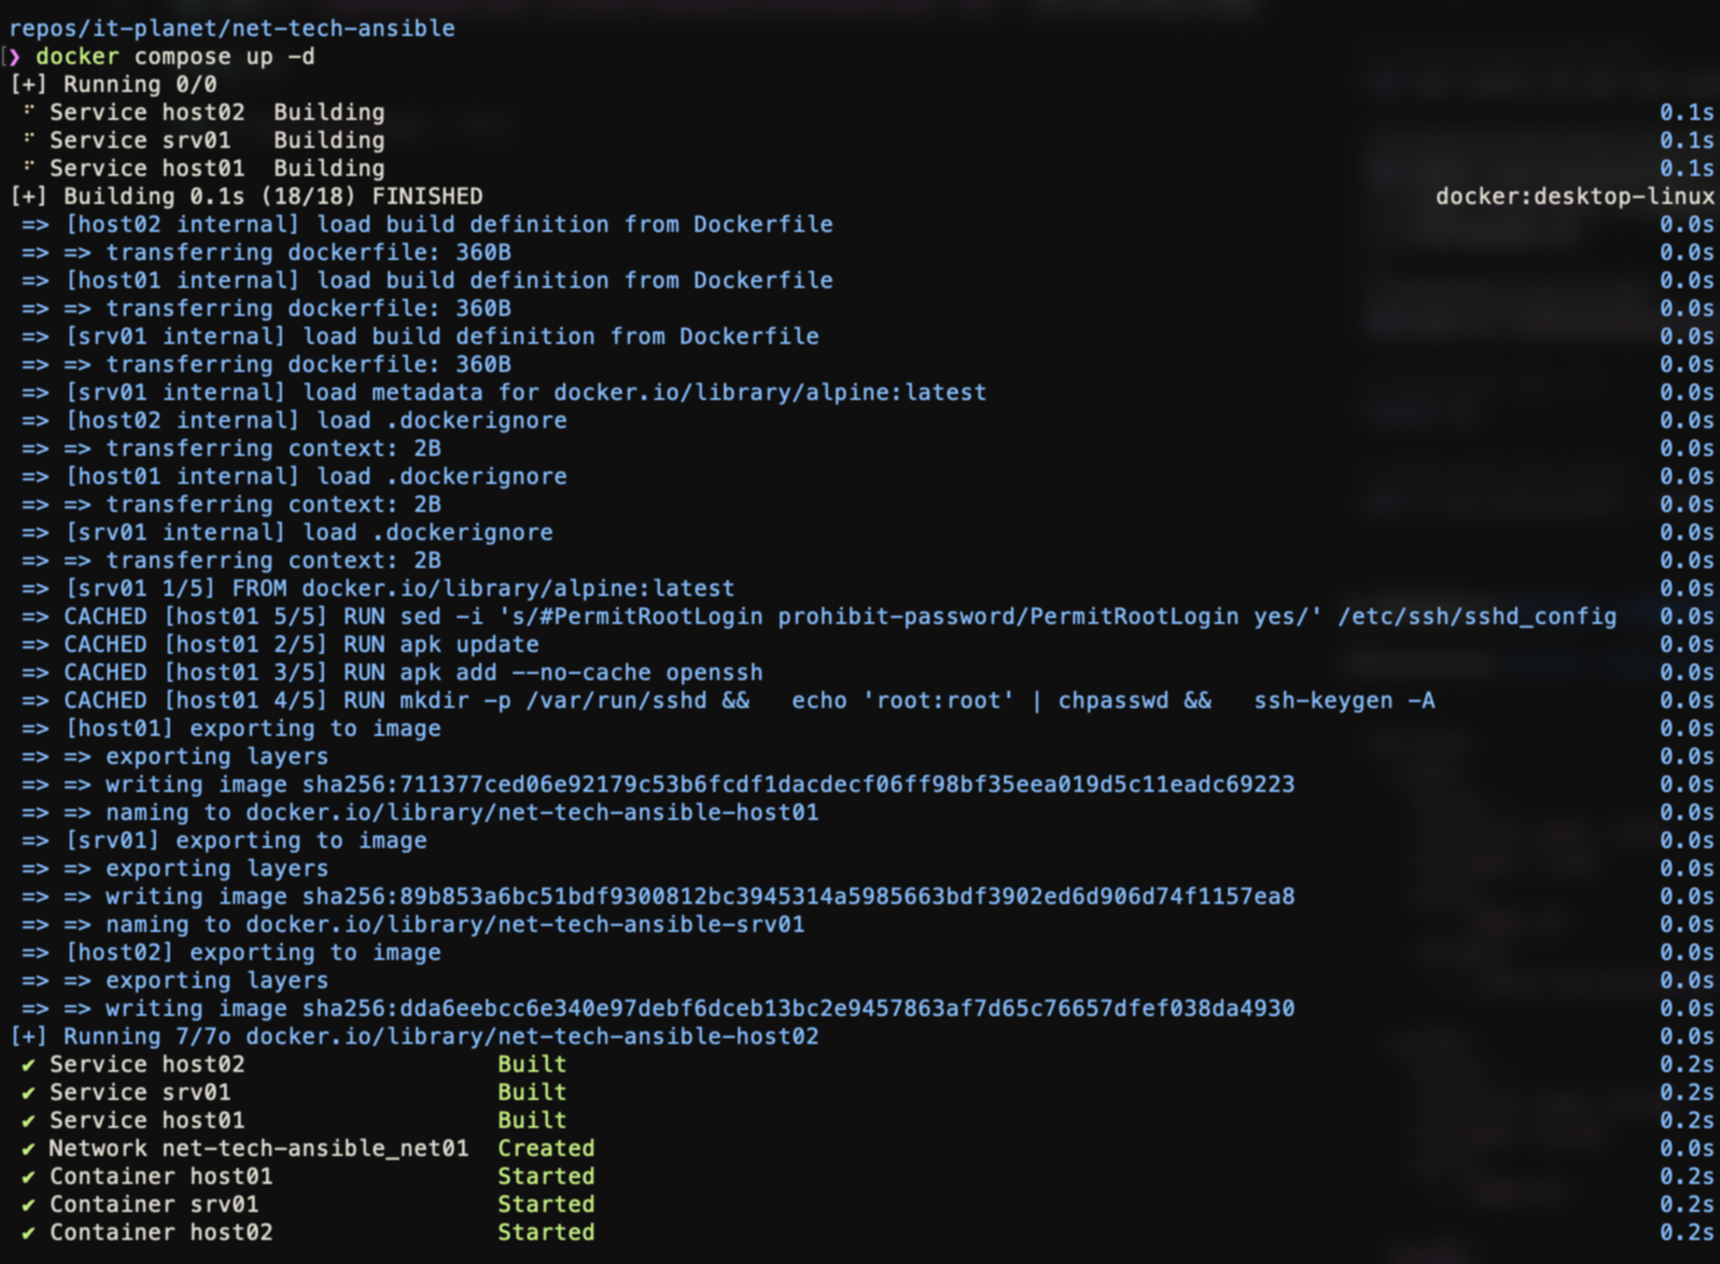 repos/it-planet/net-tech-ansible
[❯ docker compose up -d
[+] Running 0/0
⠋ Service host02  Building 0.1s
⠋ Service srv01   Building 0.1s
⠋ Service host01  Building 0.1s
[+] Building 0.1s (18/18) FINISHED docker:desktop-linux
=> [host02 internal] load build definition from Dockerfile 0.0s
=> => transferring dockerfile: 360B 0.0s
=> [host01 internal] load build definition from Dockerfile 0.0s
=> => transferring dockerfile: 360B 0.0s
=> [srv01 internal] load build definition from Dockerfile 0.0s
=> => transferring dockerfile: 360B 0.0s
=> [srv01 internal] load metadata for docker.io/library/alpine:latest 0.0s
=> [host02 internal] load .dockerignore 0.0s
=> => transferring context: 2B 0.0s
=> [host01 internal] load .dockerignore 0.0s
=> => transferring context: 2B 0.0s
=> [srv01 internal] load .dockerignore 0.0s
=> => transferring context: 2B 0.0s
=> [srv01 1/5] FROM docker.io/library/alpine:latest 0.0s
=> CACHED [host01 5/5] RUN sed -i 's/#PermitRootLogin prohibit-password/PermitRootLogin yes/' /etc/ssh/sshd_config 0.0s
=> CACHED [host01 2/5] RUN apk update 0.0s
=> CACHED [host01 3/5] RUN apk add --no-cache openssh 0.0s
=> CACHED [host01 4/5] RUN mkdir -p /var/run/sshd &&   echo 'root:root' | chpasswd &&   ssh-keygen -A 0.0s
=> [host01] exporting to image 0.0s
=> => exporting layers 0.0s
=> => writing image sha256:711377ced06e92179c53b6fcdf1dacdecf06ff98bf35eea019d5c11eadc69223 0.0s
=> => naming to docker.io/library/net-tech-ansible-host01 0.0s
=> [srv01] exporting to image 0.0s
=> => exporting layers 0.0s
=> => writing image sha256:89b853a6bc51bdf9300812bc3945314a5985663bdf3902ed6d906d74f1157ea8 0.0s
=> => naming to docker.io/library/net-tech-ansible-srv01 0.0s
=> [host02] exporting to image 0.0s
=> => exporting layers 0.0s
=> => writing image sha256:dda6eebcc6e340e97debf6dceb13bc2e9457863af7d65c76657dfef038da4930 0.0s
[+] Running 7/7o docker.io/library/net-tech-ansible-host02 0.0s
✔ Service host02 Built 0.2s
✔ Service srv01 Built 0.2s
✔ Service host01 Built 0.2s
✔ Network net-tech-ansible_net01 Created 0.0s
✔ Container host01 Started 0.2s
✔ Container srv01 Started 0.2s
✔ Container host02 Started 0.2s